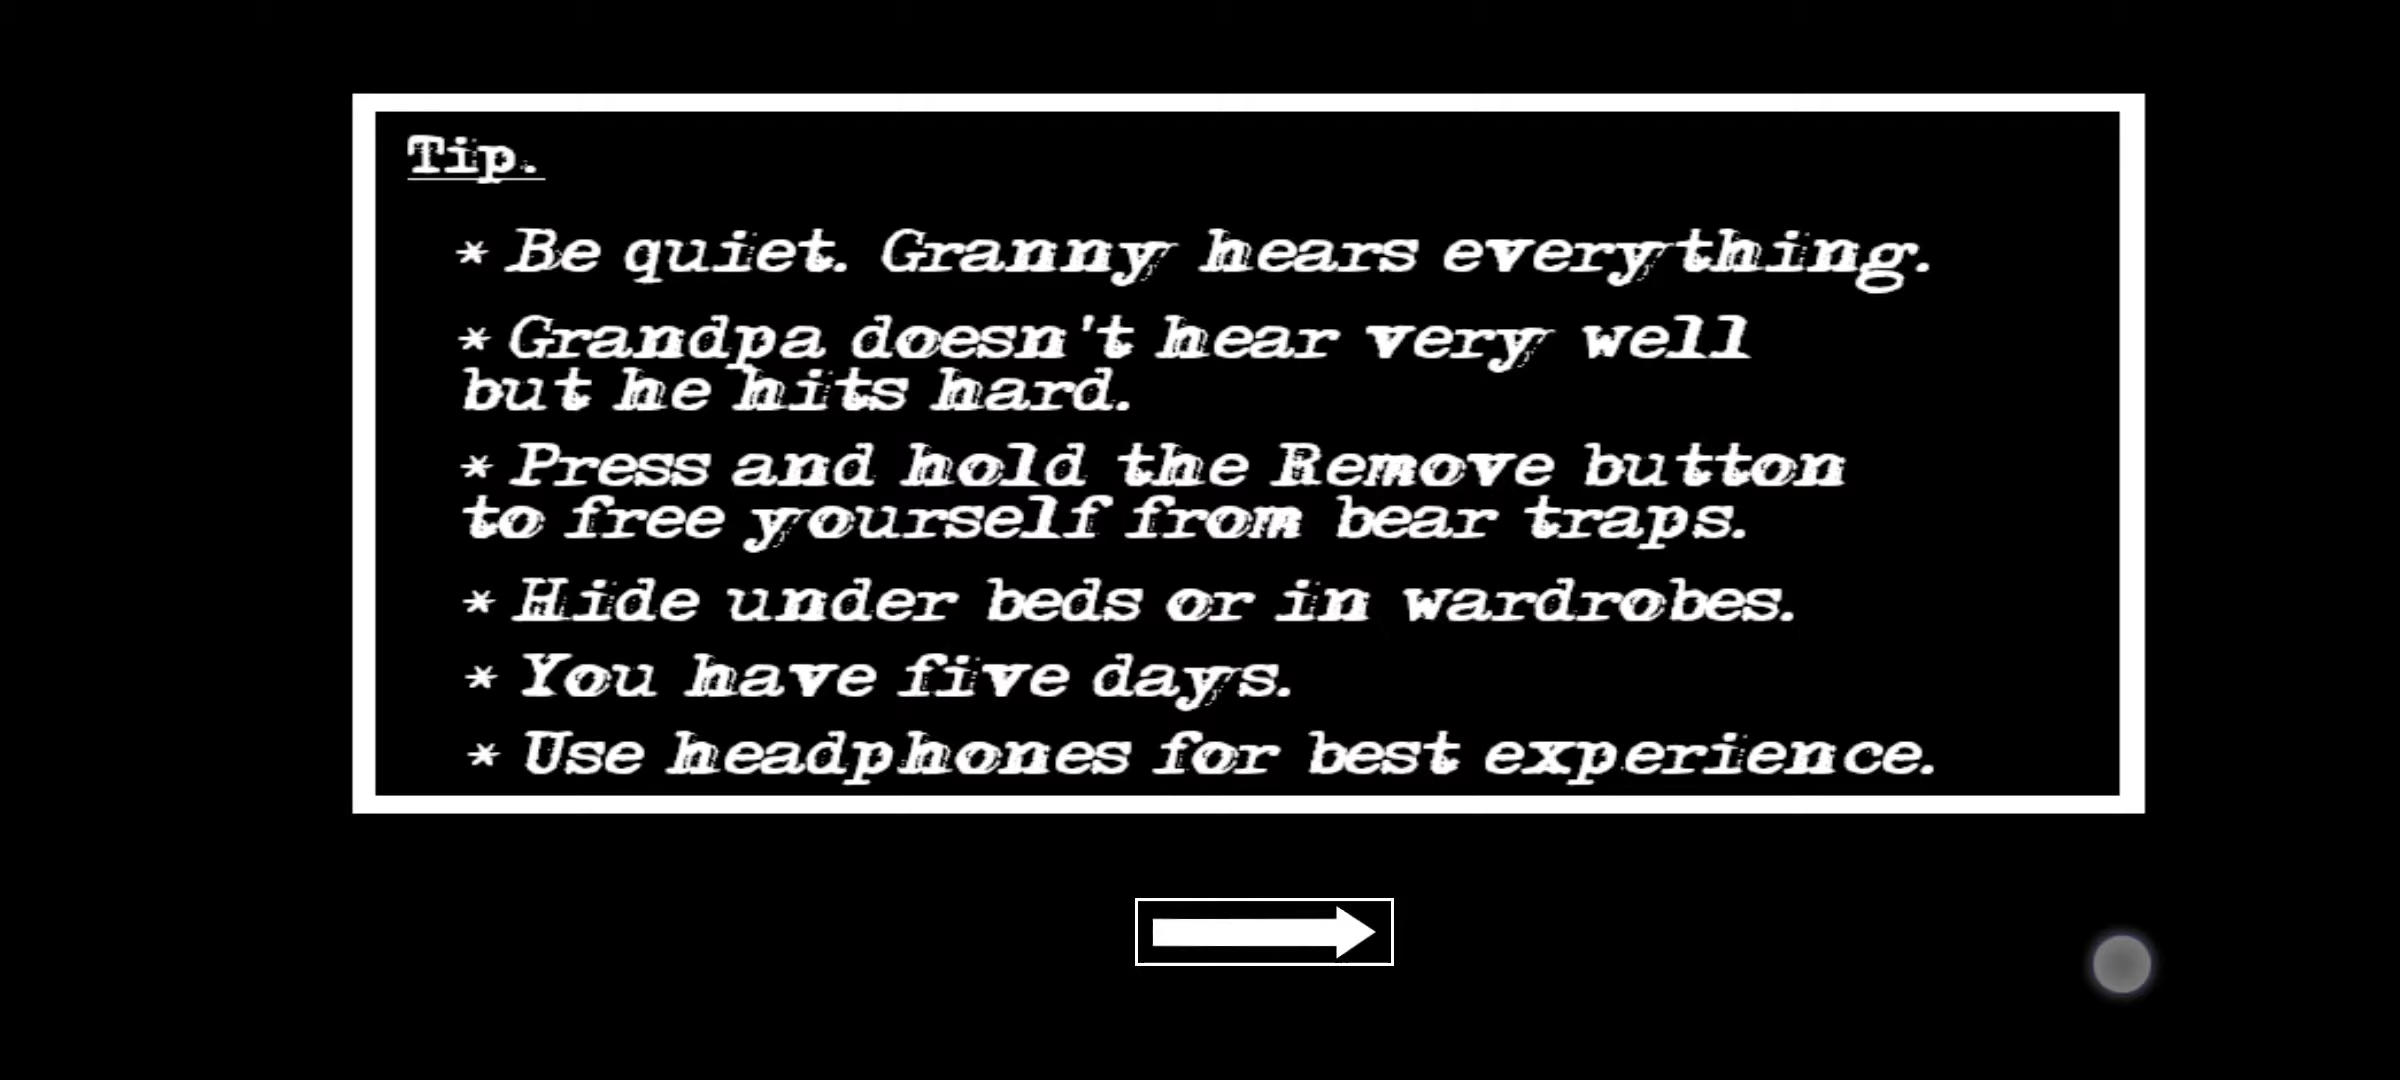 Tip.
* Be quiet. Granny hears everything.
* Grandpa doesn't hear very well
but he hits hard.
* Press and hold the Remove button
to free yourself from bear traps.
* Hide under beds or in wardrobes.
* You have five days.
* Use headphones for best experience.